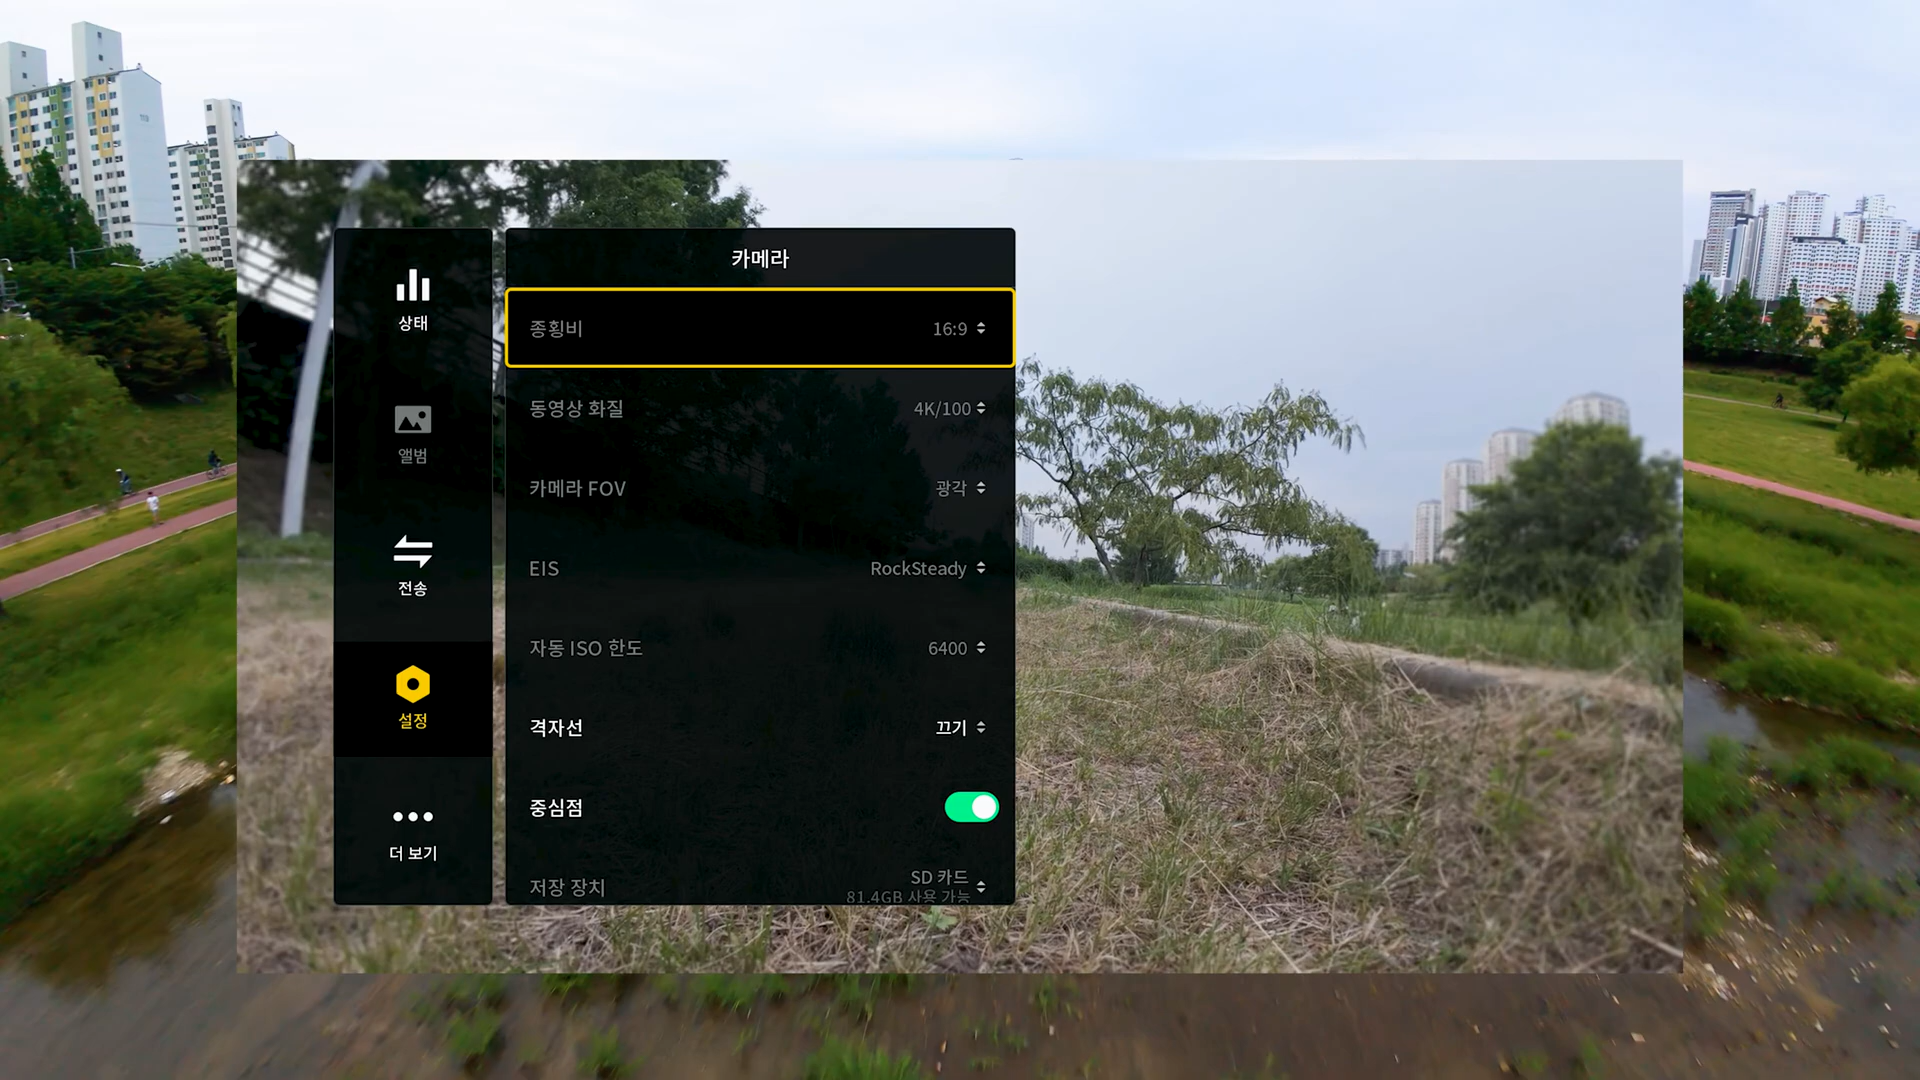 상태
앨범
전송
설정
더 보기
카메라
종횡비 16:9
동영상 화질 4K/100
카메라 FOV 광각
EIS RockSteady
자동 ISO 한도 6400
격자선 끄기
중심점
저장 장치 SD 카드
81.4GB 사용 가능